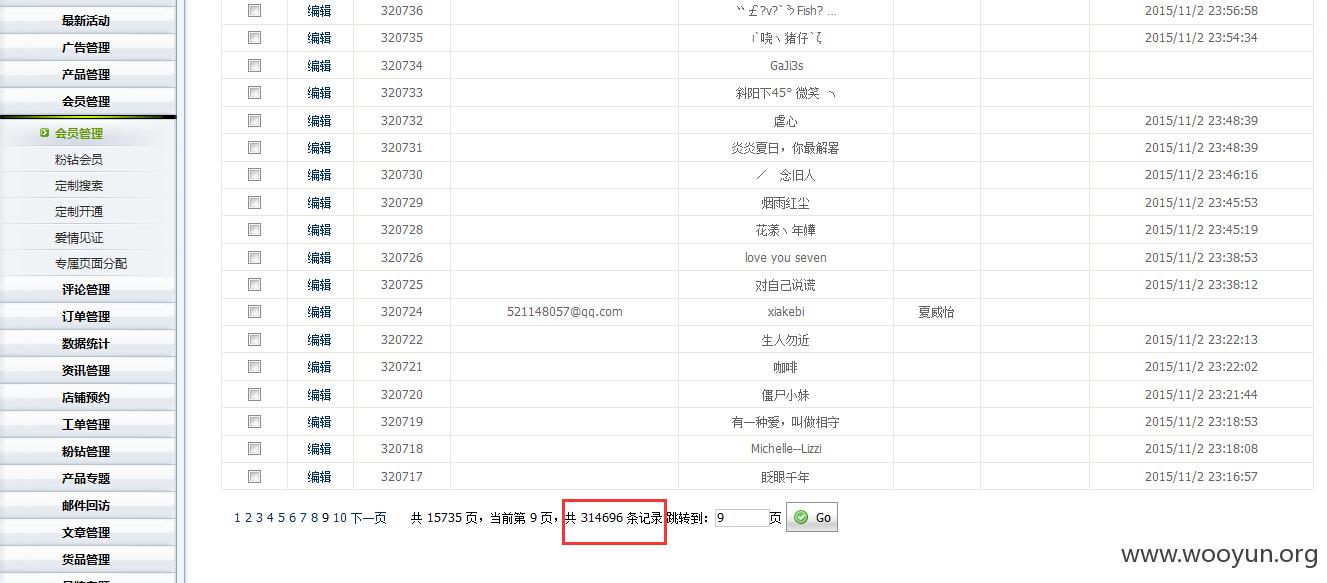 最新活动
广告管理
产品管理
会员管理
会员管理
粉钻会员
定制搜索
定制开通
爱情见证
专属页面分配
评论管理
订单管理
数据统计
资讯管理
店铺预约
工单管理
粉钻管理
产品专题
邮件回访
文章管理
货品管理
编辑 320736 Fish? ... 2015/11/2 23:56:58
编辑 320735 2015/11/2 23:54:34
编辑 320734 GaJi3s
编辑 320733 斜阳下45° 微笑 ヽ
编辑 320732 虐心 2015/11/2 23:48:39
编辑 320731 炎炎夏日，你最解署 2015/11/2 23:48:39
编辑 320730 ╱ 念旧人 2015/11/2 23:46:16
编辑 320729 烟雨红尘 2015/11/2 23:45:53
编辑 320728 花漾丶年嬅 2015/11/2 23:45:19
编辑 320726 love you seven 2015/11/2 23:38:53
编辑 320725 对自己说谎 2015/11/2 23:38:12
编辑 320724 521148057@qq.com xiakebi 夏威怡
编辑 320722 生人勿近 2015/11/2 23:22:13
编辑 320721 咖啡 2015/11/2 23:22:02
编辑 320720 僵尸小妹 2015/11/2 23:21:44
编辑 320719 有一种爱，叫做相守 2015/11/2 23:18:53
编辑 320718 Michelle--Lizzi 2015/11/2 23:18:08
编辑 320717 眨眼千年 2015/11/2 23:16:57
1 2 3 4 5 6 7 8 9 10 下一页 共 15735 页，当前第 9 页，共 314696 条记录 跳转到： 9 页 Go
www.wooyun.org